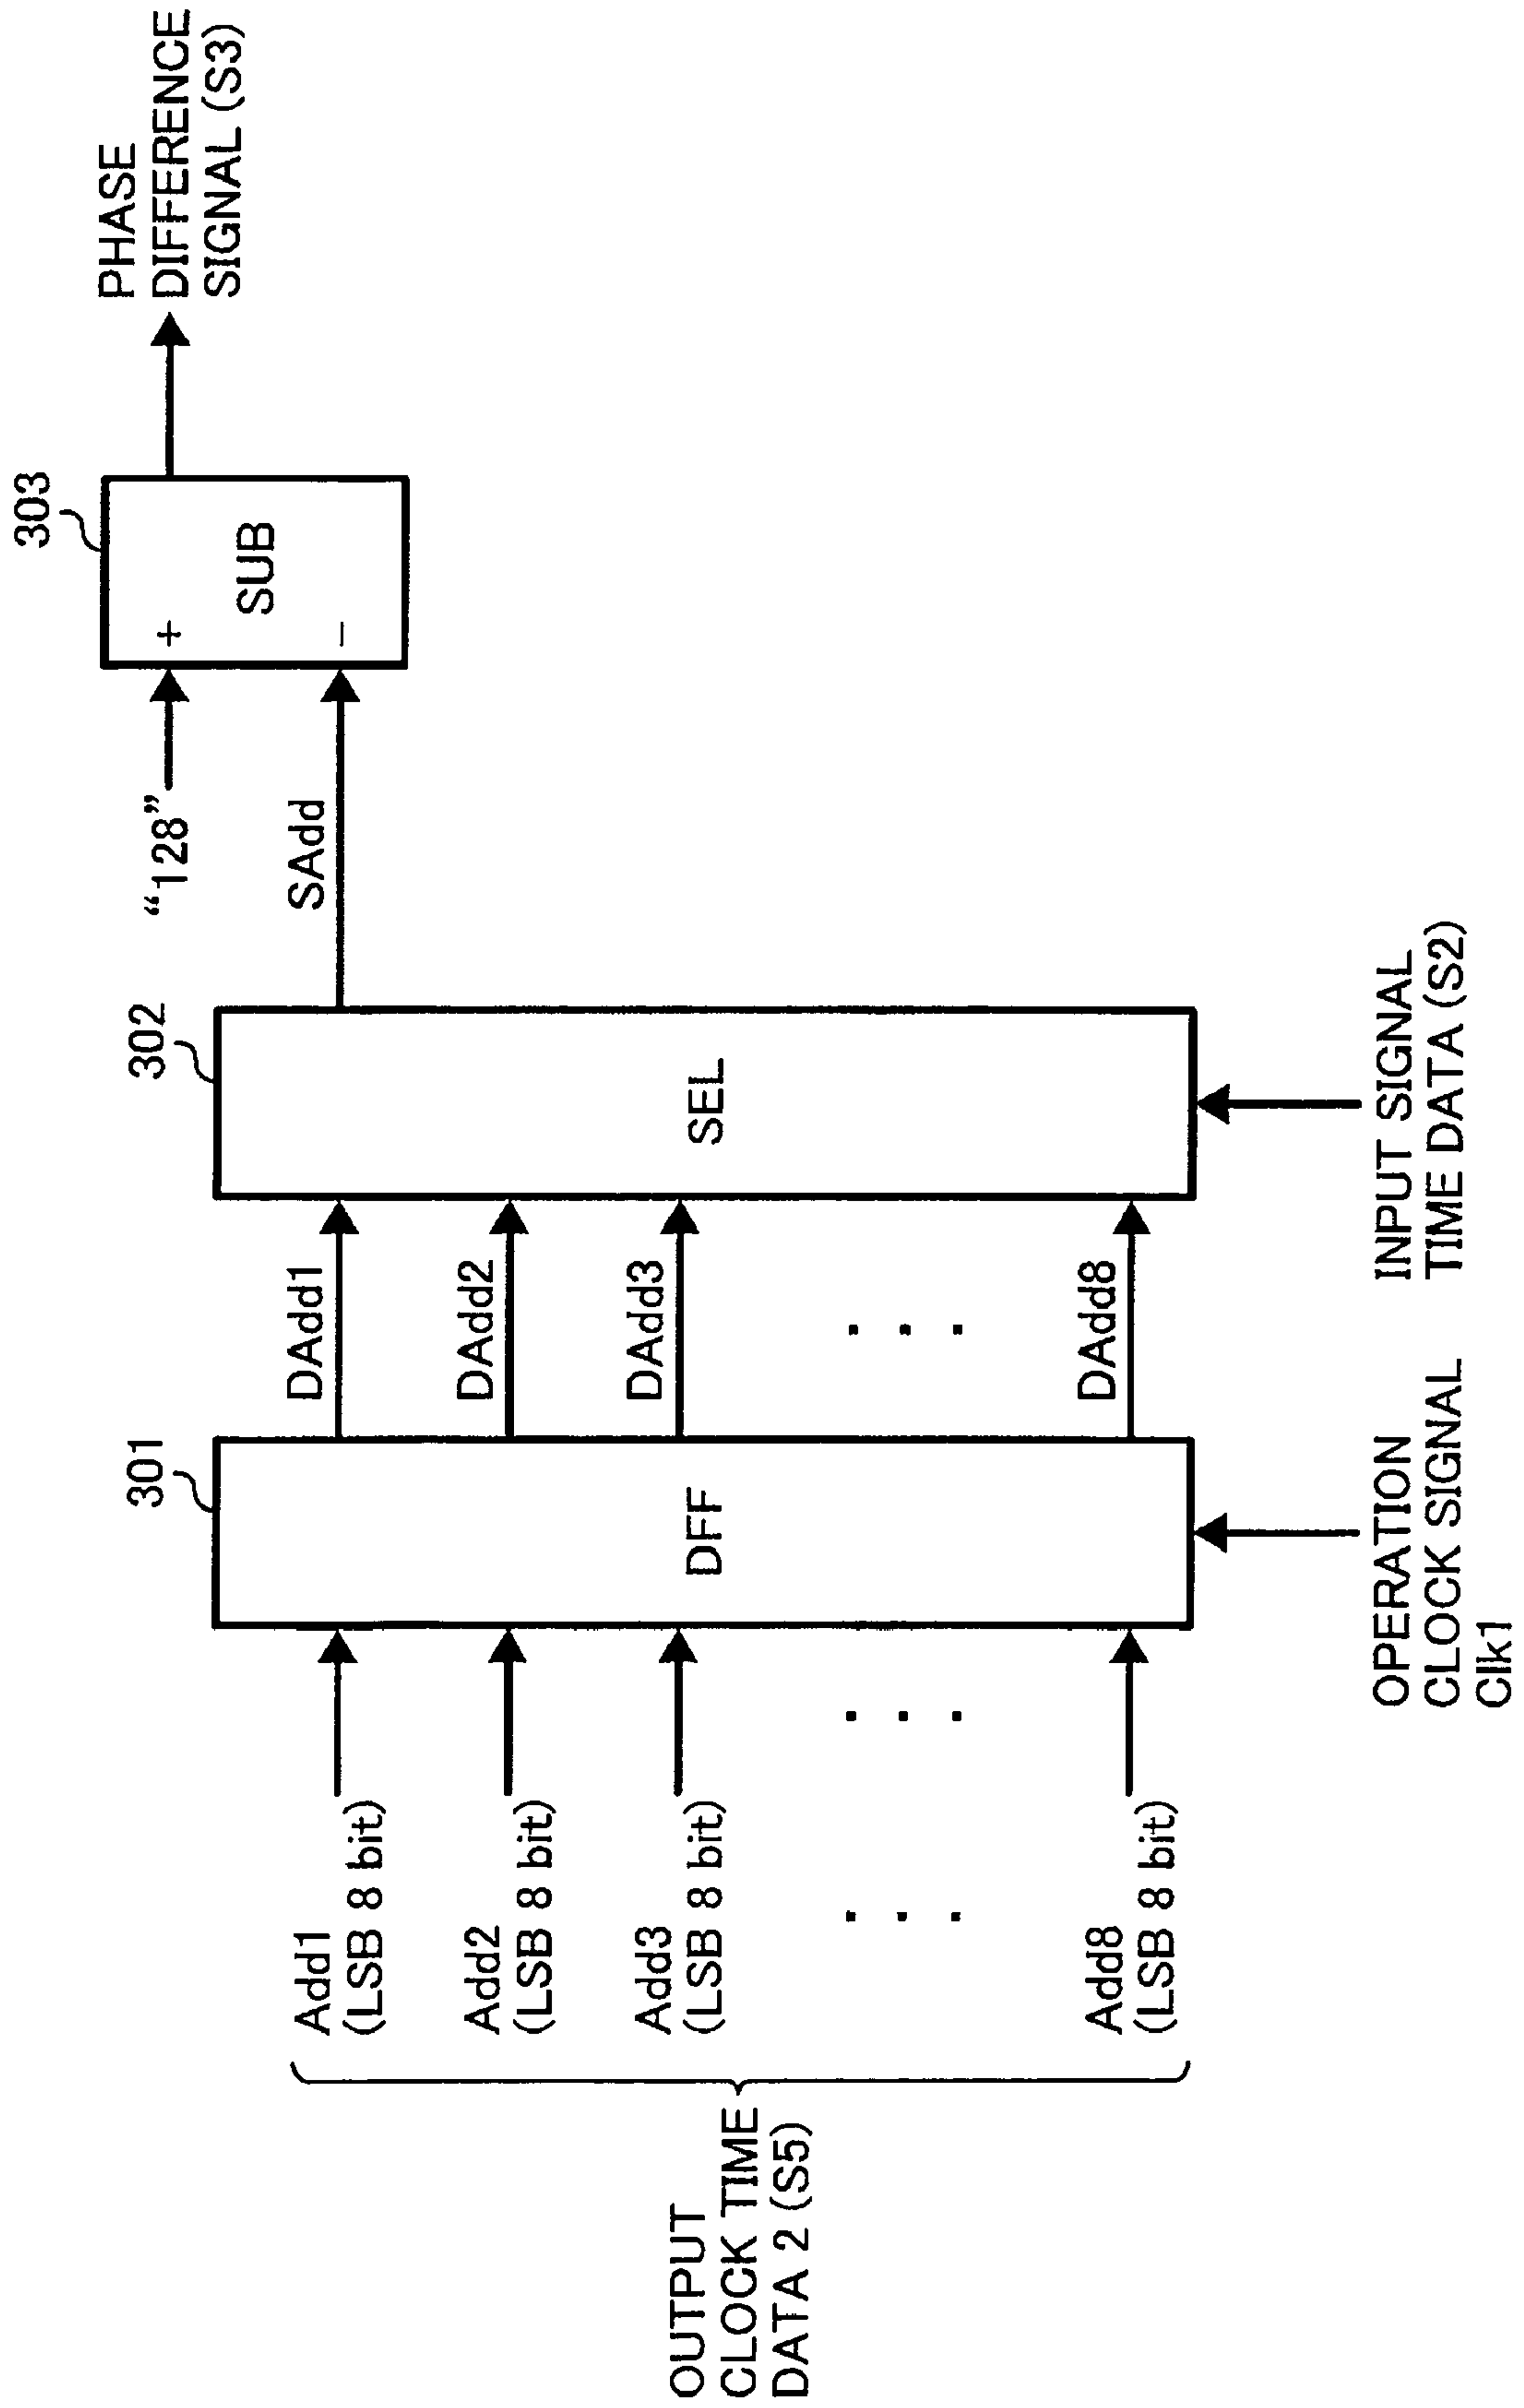 OUTPUT
CLOCK TIME
DATA 2 (S5)
Add1
(LSB 8 bit)
Add2
(LSB 8 bit)
Add3
(LSB 8 bit)
. . .
Add8
(LSB 8 bit)
. . .
301
DFF
OPERATION
CLOCK SIGNAL
Clk1
DAdd1
DAdd2
DAdd3
. . .
DAdd8
302
SEL
INPUT SIGNAL
TIME DATA (S2)
“128”
SAdd
303
+
SUB
−
PHASE
DIFFERENCE
SIGNAL (S3)